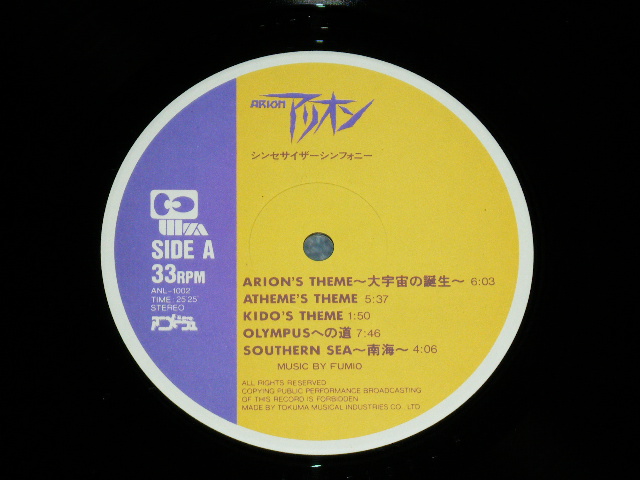 ARION アリオン
シンセサイザーシンフォニー
SIDE A
33RPM
ANL-1002
TIME: 25'25
STEREO
アニメージュ
ARION'S THEME〜大宇宙の誕生〜 6:03
ATHEME'S THEME 5:37
KIDO'S THEME 1:50
OLYMPUSへの道 7:46
SOUTHERN SEA〜南海〜 4:06
MUSIC BY FUMIO
ALL RIGHTS RESERVED
COPYING PUBLIC PERFORMANCE BROADCASTING
OF THIS RECORD IS FORBIDDEN
MADE BY TOKUMA MUSICAL INDUSTRIES CO., LTD